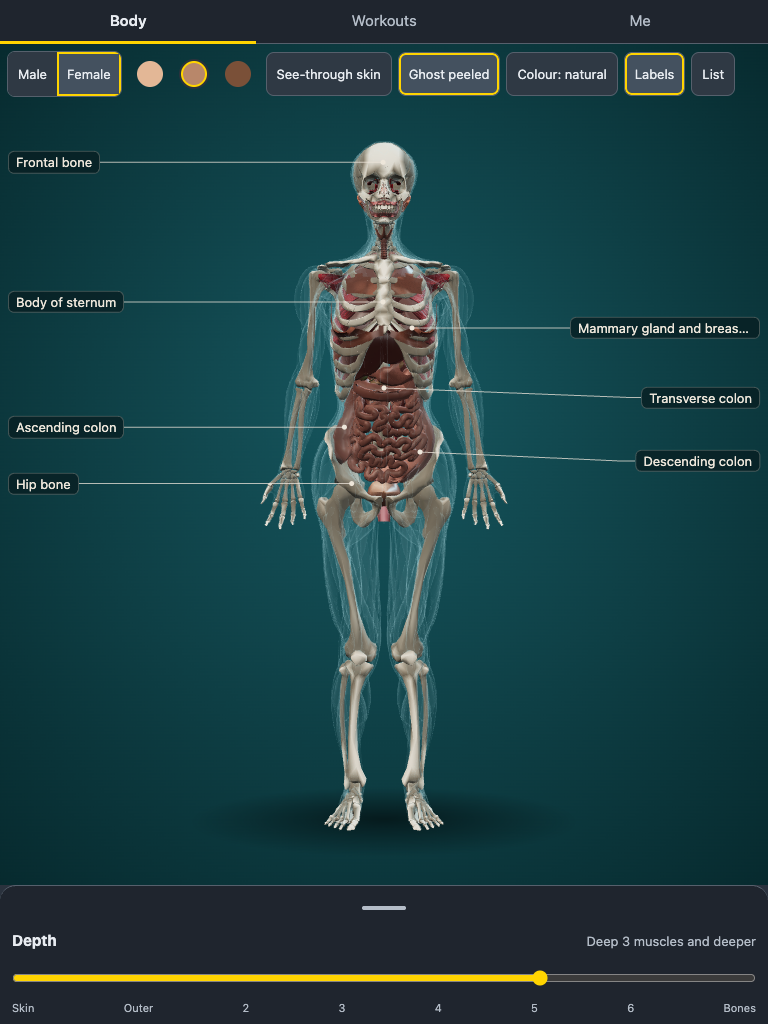 Body Workouts Me
Male Female See-through skin Ghost peeled Colour: natural Labels List
Frontal bone
Body of sternum
Mammary gland and breas...
Transverse colon
Ascending colon
Descending colon
Hip bone
Depth Deep 3 muscles and deeper
Skin Outer 2 3 4 5 6 Bones